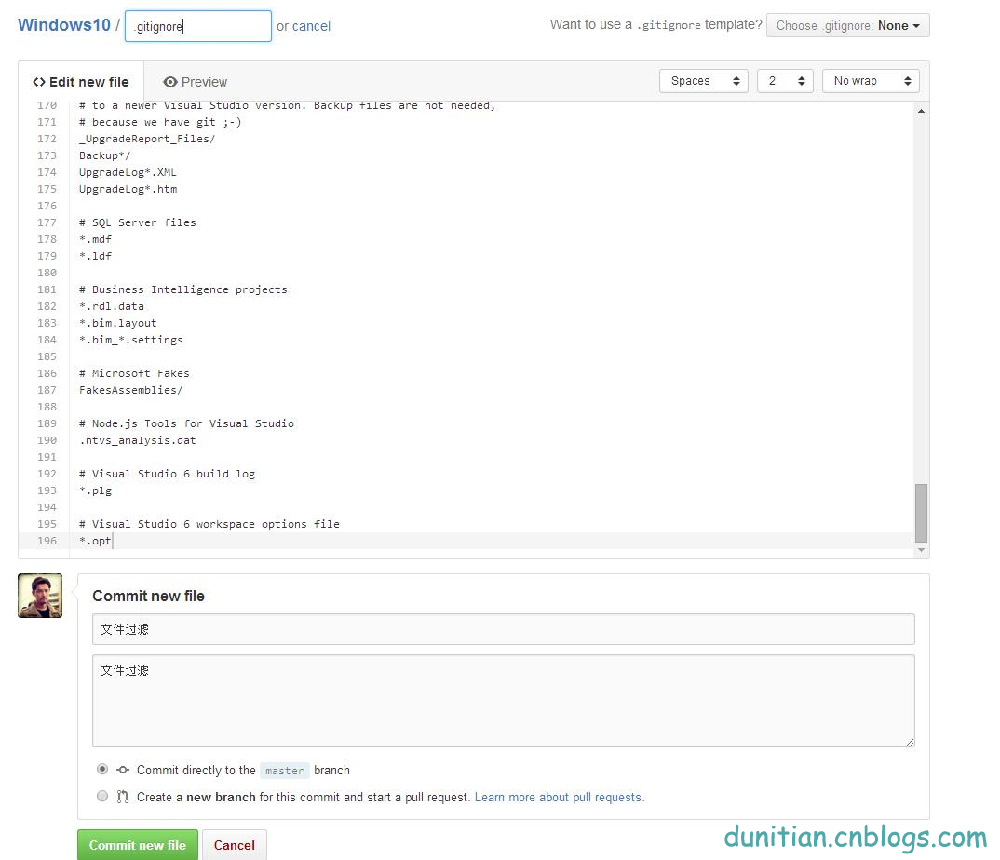 Windows10 / .gitignore or cancel
Want to use a .gitignore template? Choose .gitignore: None
Edit new file
Preview
Spaces
2
No wrap
170 # to a newer Visual Studio version. Backup files are not needed,
171 # because we have git ;-)
172 _UpgradeReport_Files/
173 Backup*/
174 UpgradeLog*.XML
175 UpgradeLog*.htm
176
177 # SQL Server files
178 *.mdf
179 *.ldf
180
181 # Business Intelligence projects
182 *.rdl.data
183 *.bim.layout
184 *.bim_*.settings
185
186 # Microsoft Fakes
187 FakesAssemblies/
188
189 # Node.js Tools for Visual Studio
190 .ntvs_analysis.dat
191
192 # Visual Studio 6 build log
193 *.plg
194
195 # Visual Studio 6 workspace options file
196 *.opt
Commit new file
文件过滤
文件过滤
Commit directly to the master branch
Create a new branch for this commit and start a pull request. Learn more about pull requests.
Commit new file
Cancel
dunitian.cnblogs.com